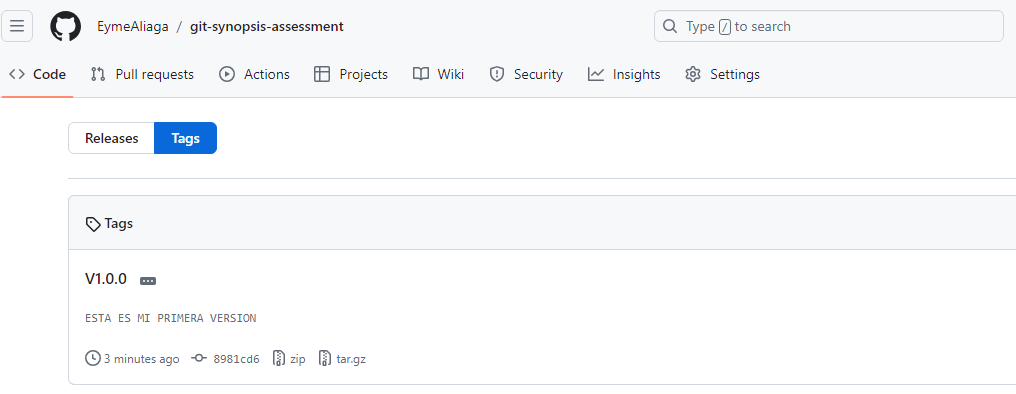 EymeAliaga / git-synopsis-assessment
Type / to search
Code Pull requests Actions Projects Wiki Security Insights Settings
Releases Tags
Tags
V1.0.0
ESTA ES MI PRIMERA VERSION
3 minutes ago 8981cd6 zip tar.gz